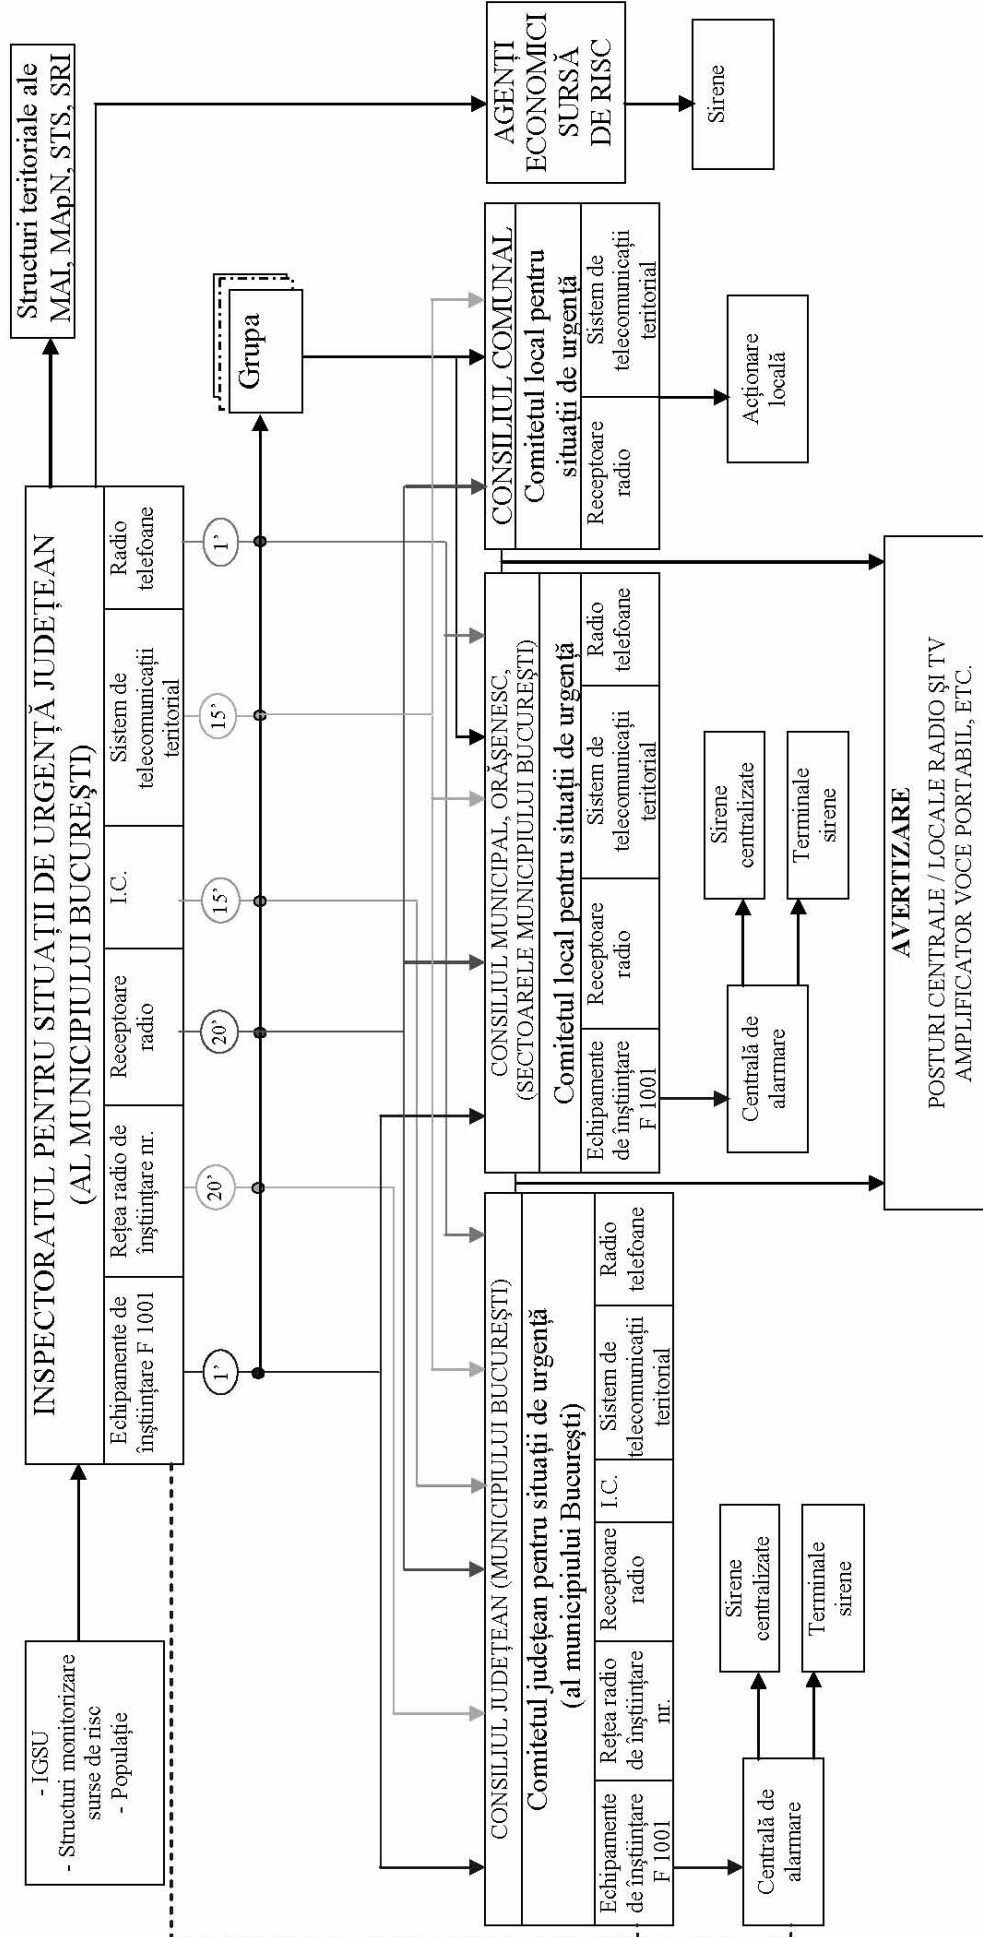 - IGSU
- Structuri monitorizare
surse de risc
- Populație
INSPECTORATUL PENTRU SITUAȚII DE URGENȚĂ JUDEȚEAN
(AL MUNICIPIULUI BUCUREȘTI)
Echipamente de
înștiințare F 1001
Rețea radio de
înștiințare nr.
Receptoare
radio
I.C.
Sistem de
telecomunicații
teritorial
Radio
telefoane
Structuri teritoriale ale
MAI, MApN, STS, SRI
1’
20’
20’
15’
15’
1’
Grupa
CONSILIUL JUDEȚEAN (MUNICIPIULUI BUCUREȘTI)
Comitetul județean pentru situații de urgență
(al municipiului București)
Echipamente
de înștiințare
F 1001
Rețea radio
de înștiințare
nr.
Receptoare
radio
I.C.
Sistem de
telecomunicații
teritorial
Radio
telefoane
CONSILIUL MUNICIPAL, ORĂȘENESC,
(SECTOARELE MUNICIPIULUI BUCUREȘTI)
Comitetul local pentru situații de urgență
Echipamente
de înștiințare
F 1001
Receptoare
radio
Sistem de
telecomunicații
teritorial
Radio
telefoane
CONSILIUL COMUNAL
Comitetul local pentru
situații de urgență
Receptoare
radio
Sistem de
telecomunicații
teritorial
AGENȚI
ECONOMICI
SURSĂ
DE RISC
Centrală de
alarmare
Sirene
centralizate
Terminale
sirene
Centrală de
alarmare
Sirene
centralizate
Terminale
sirene
Acționare
locală
Sirene
AVERTIZARE
POSTURI CENTRALE / LOCALE RADIO ȘI TV
AMPLIFICATOR VOCE PORTABIL, ETC.